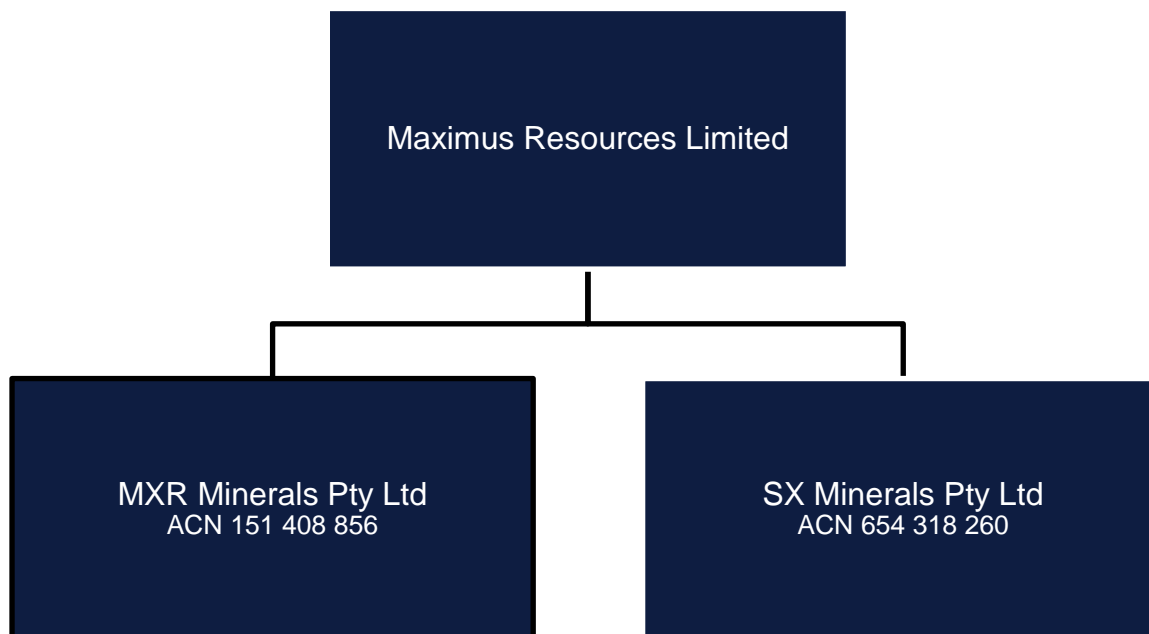 Maximus Resources Limited
MXR Minerals Pty Ltd
ACN 151 408 856
SX Minerals Pty Ltd
ACN 654 318 260